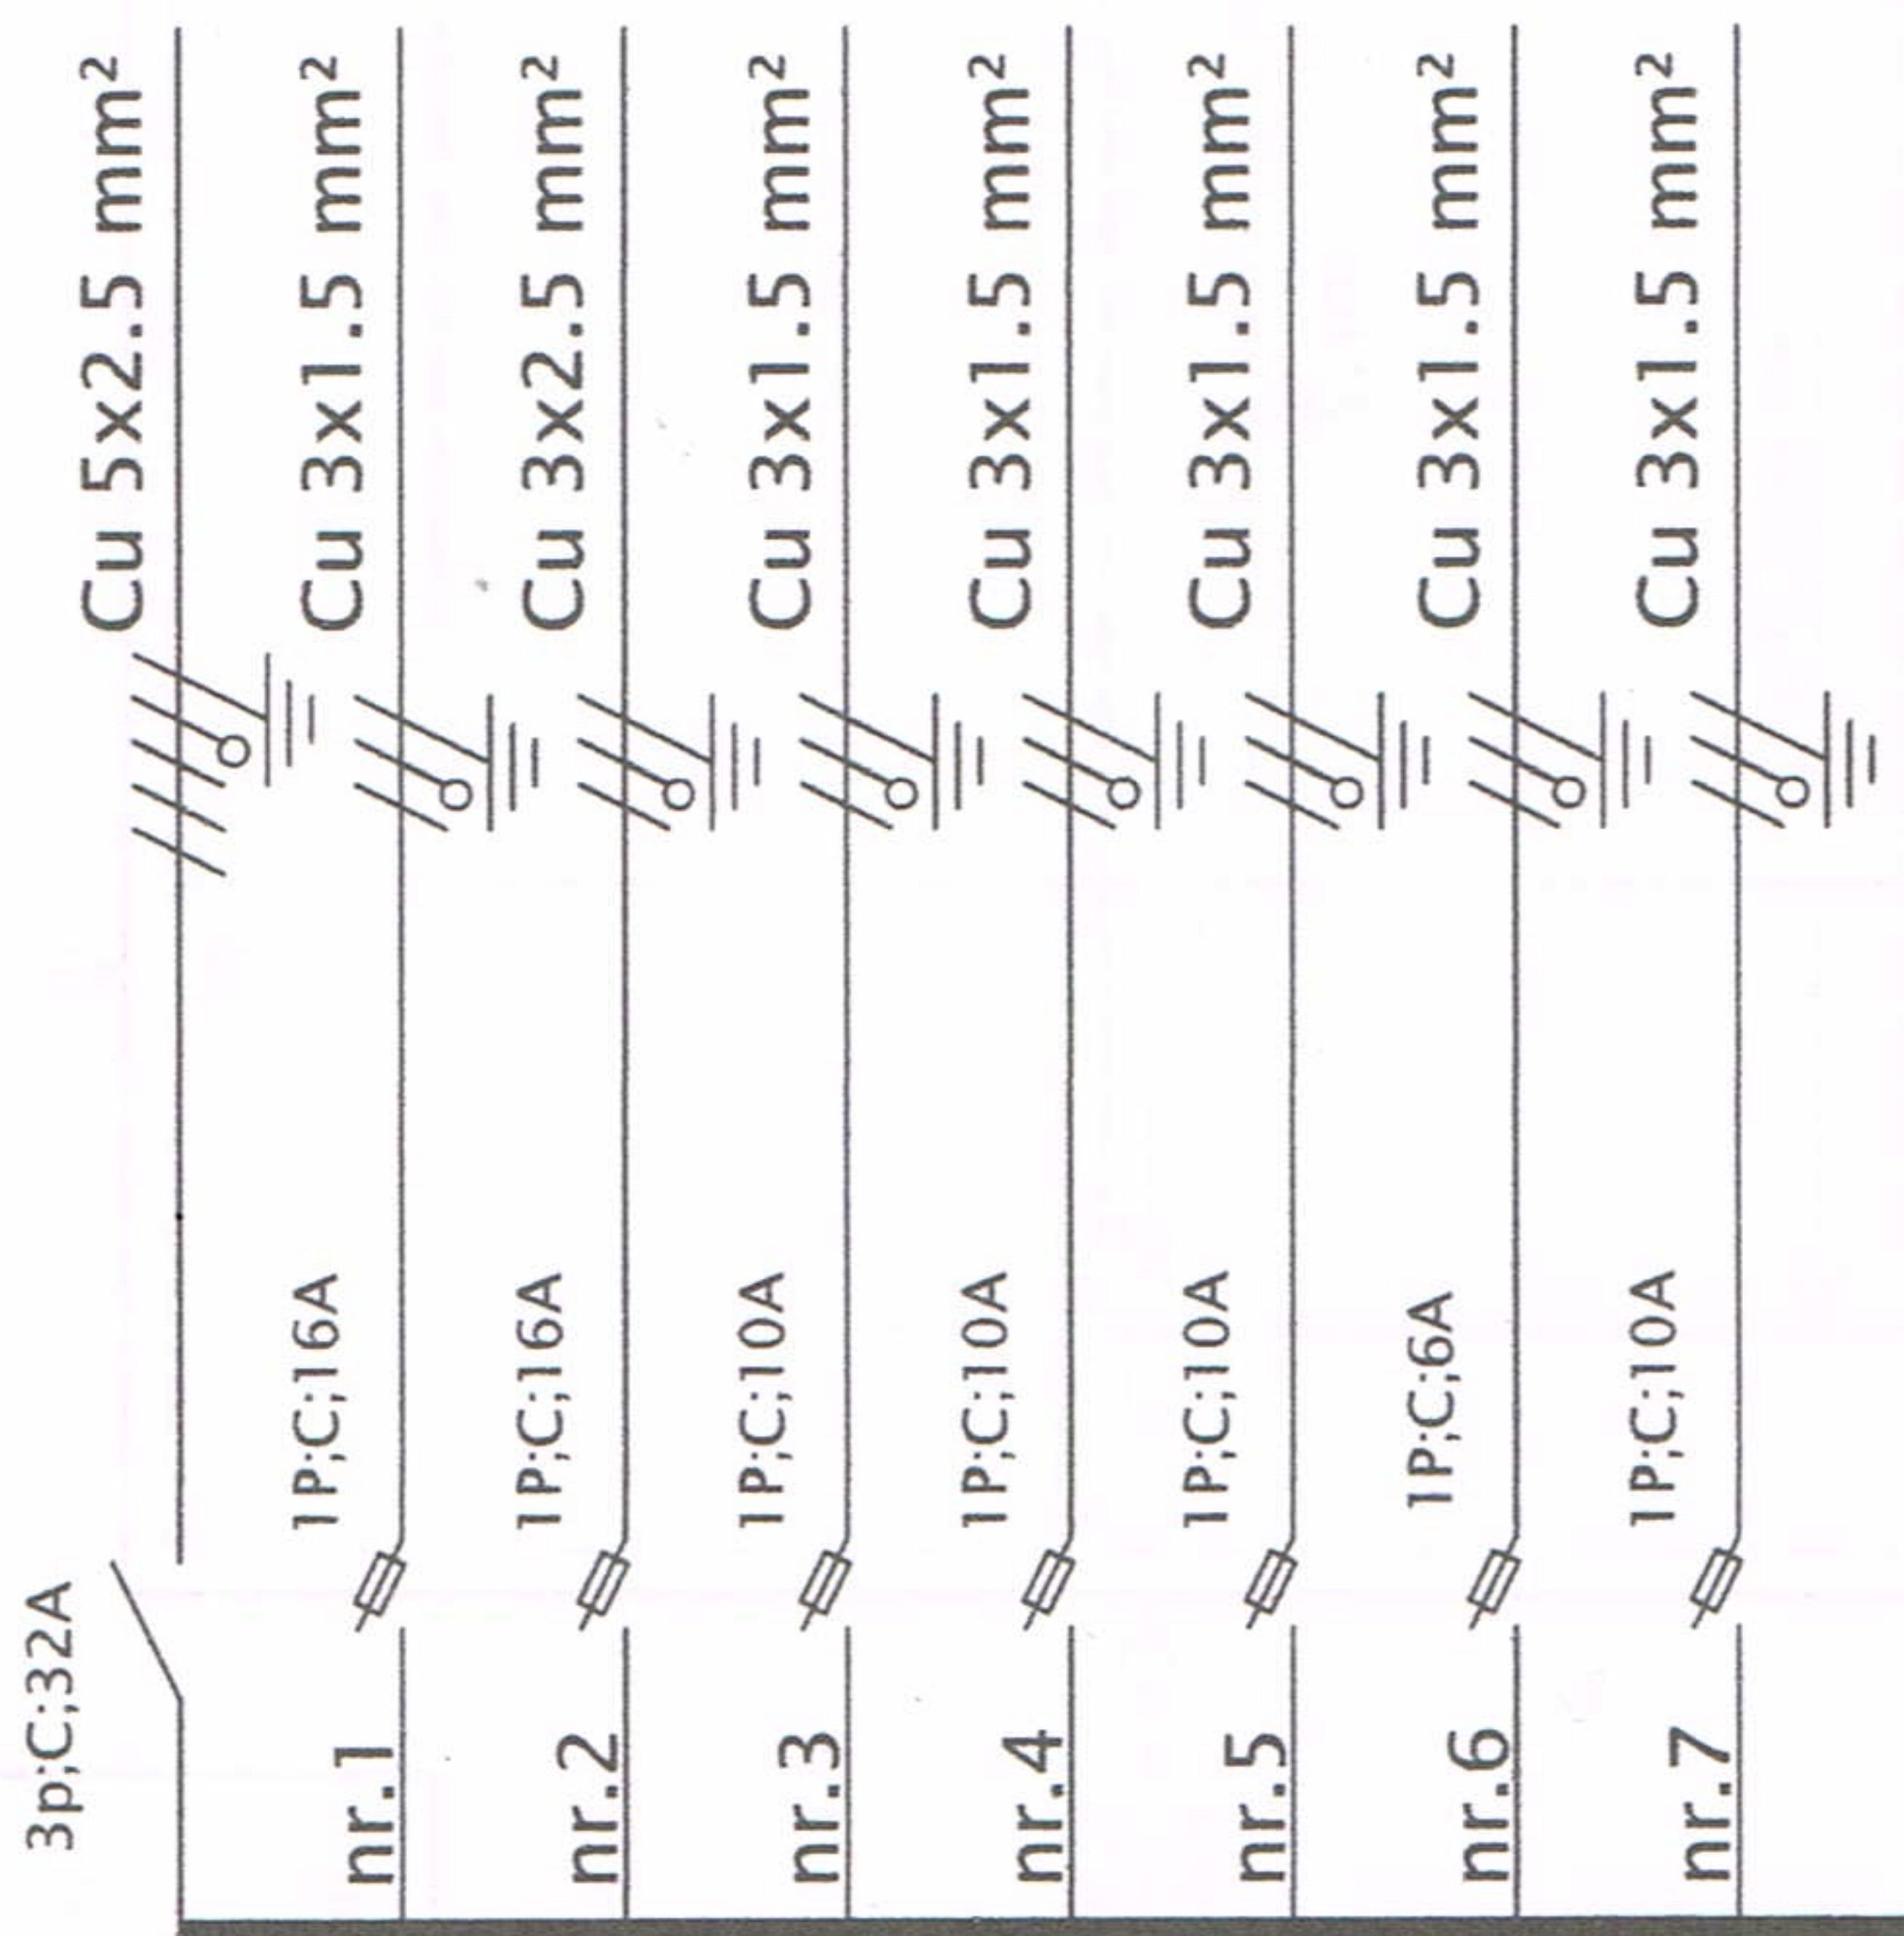 3p;C;32A
Cu 5x2.5 mm²
nr.1
1P;C;16A
Cu 3x1.5 mm²
nr.2
1P;C;16A
Cu 3x2.5 mm²
nr.3
1P;C;10A
Cu 3x1.5 mm²
nr.4
1P;C;10A
Cu 3x1.5 mm²
nr.5
1P;C;10A
Cu 3x1.5 mm²
nr.6
1P;C;6A
Cu 3x1.5 mm²
nr.7
1P;C;10A
Cu 3x1.5 mm²